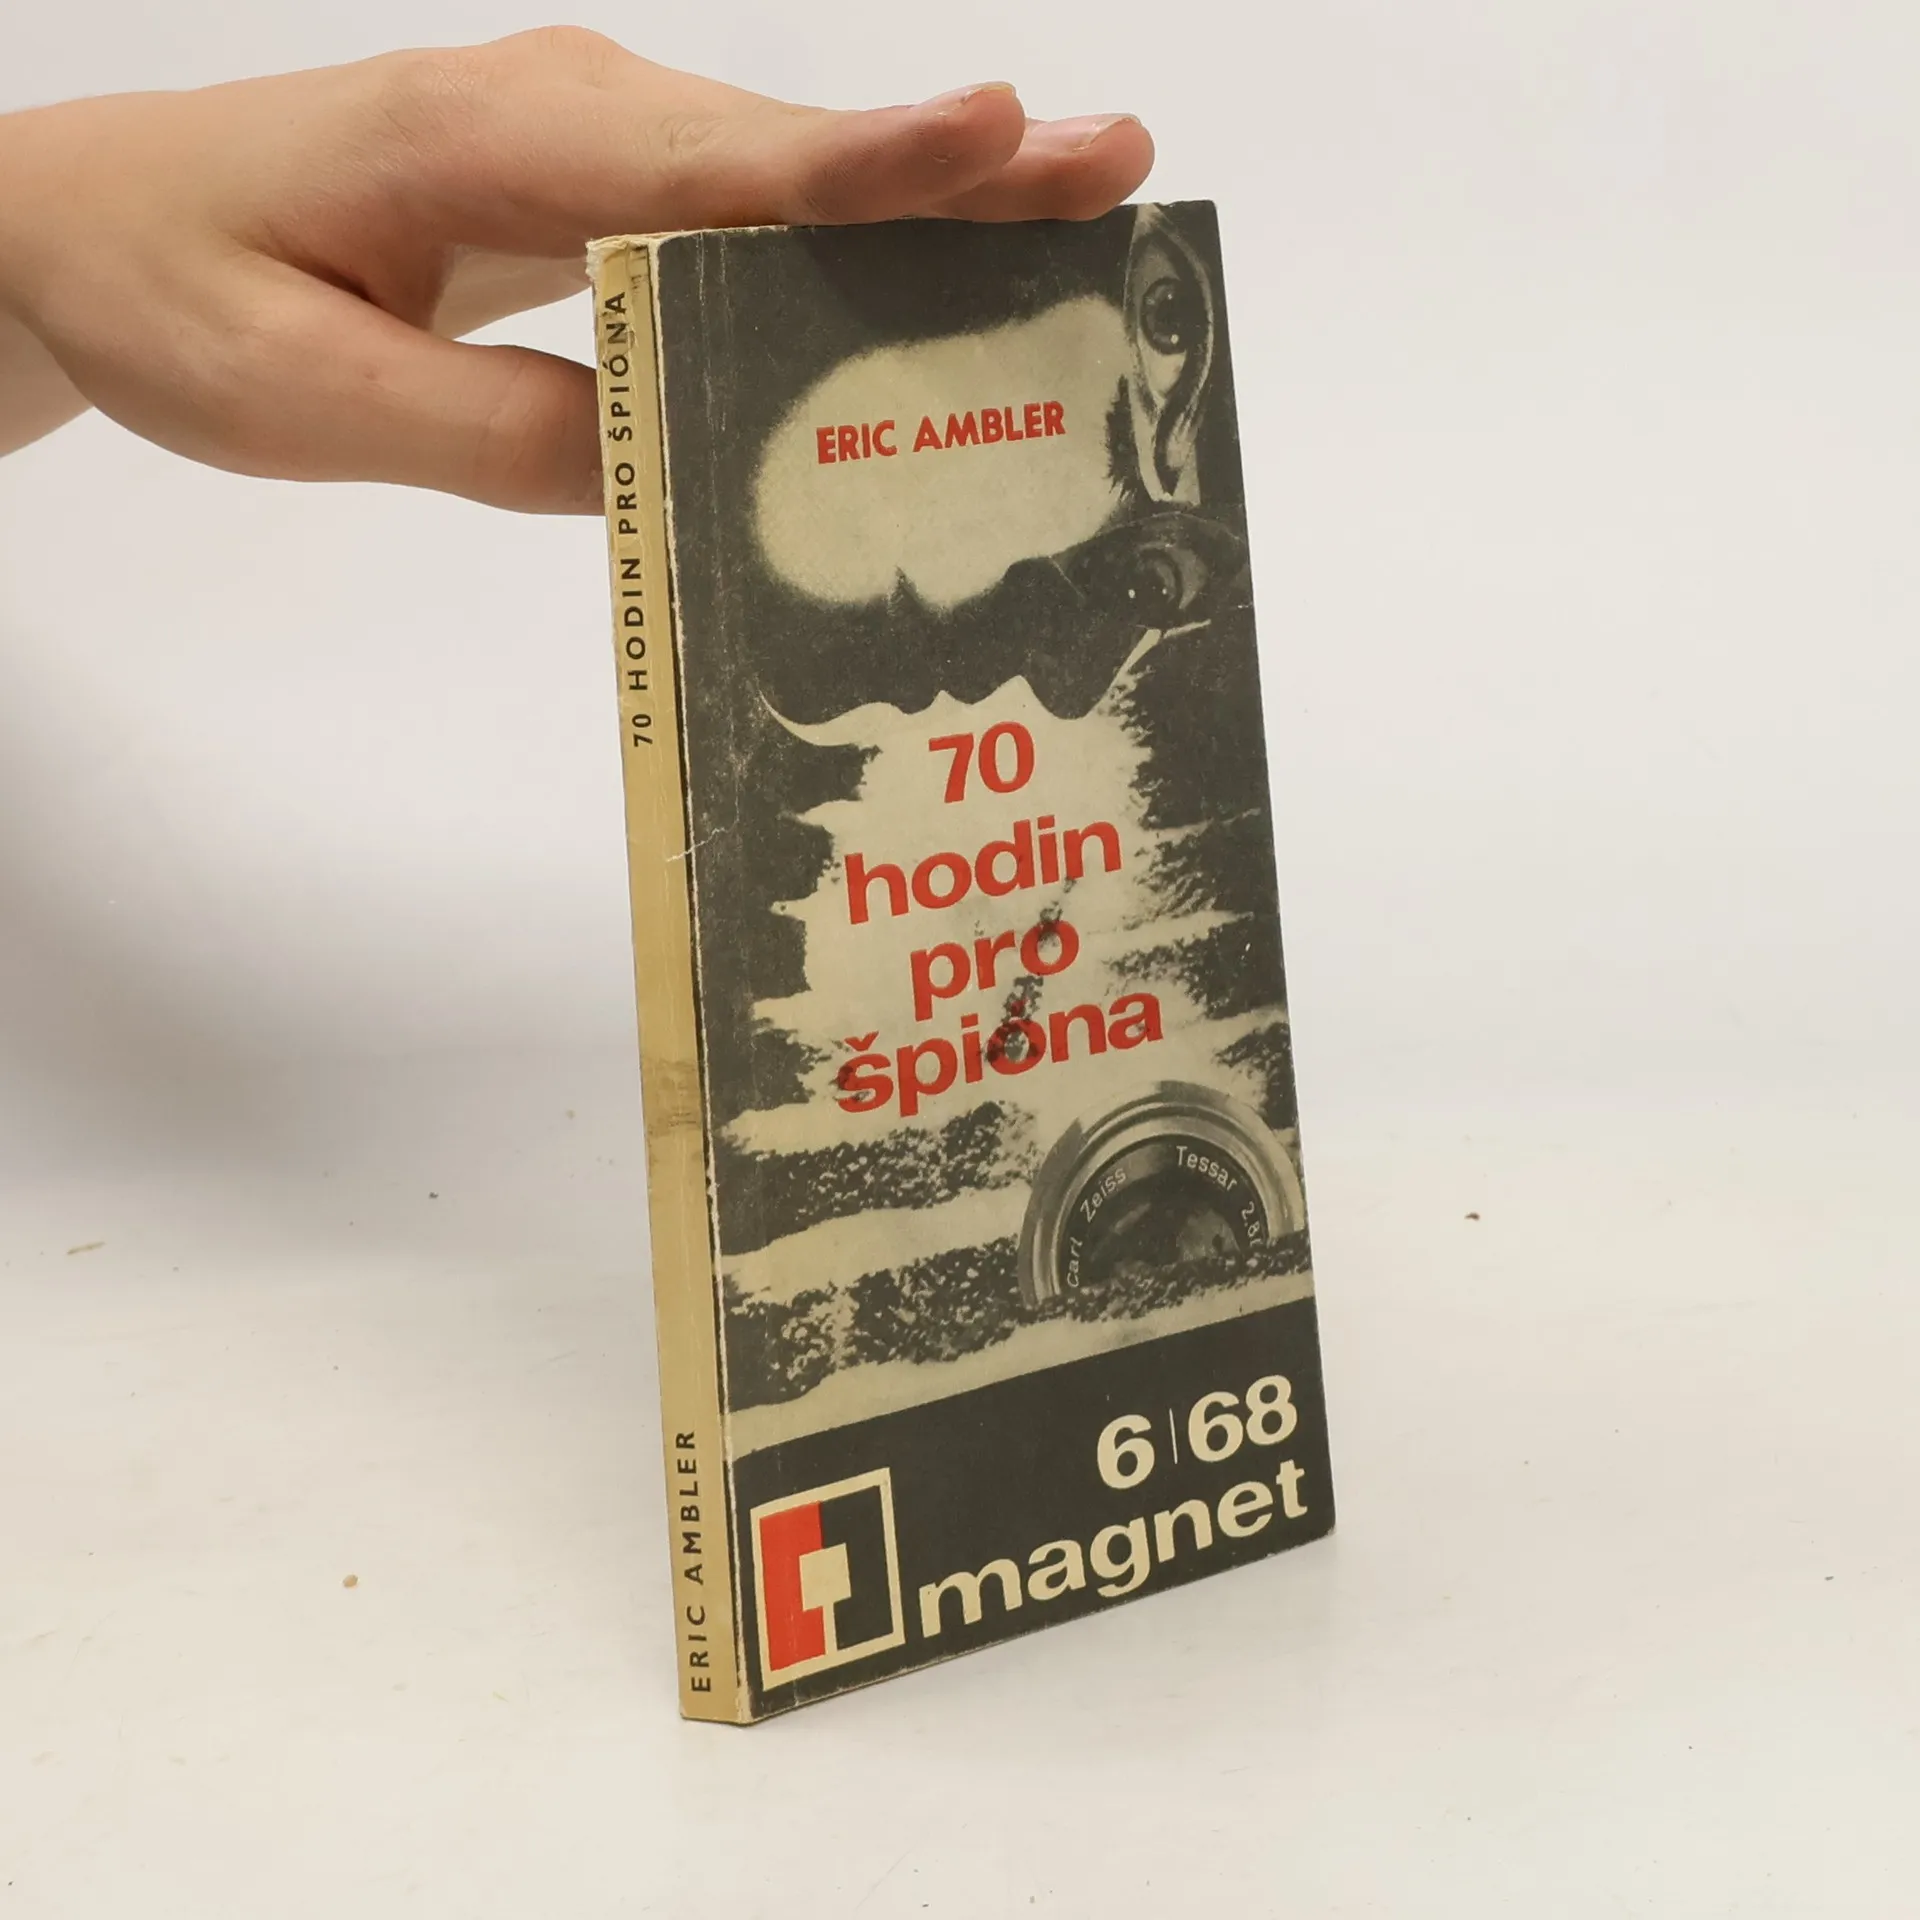 70 HODIN PRO ŠPIÓNA
ERIC AMBLER
ERIC AMBLER
70
hodin
pro
špióna
Carl Zeiss Tessar 2.8
6|68
magnet